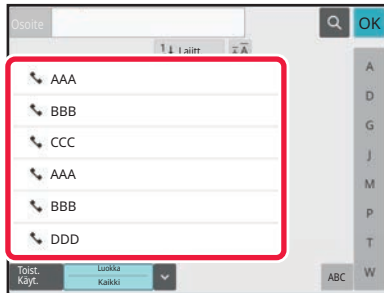 Osoite OK
Lajitt.
AAA
BBB
CCC
AAA
BBB
DDD
A
D
G
J
M
P
T
W
Toist. Käyt.
Luokka
Kaikki
ABC